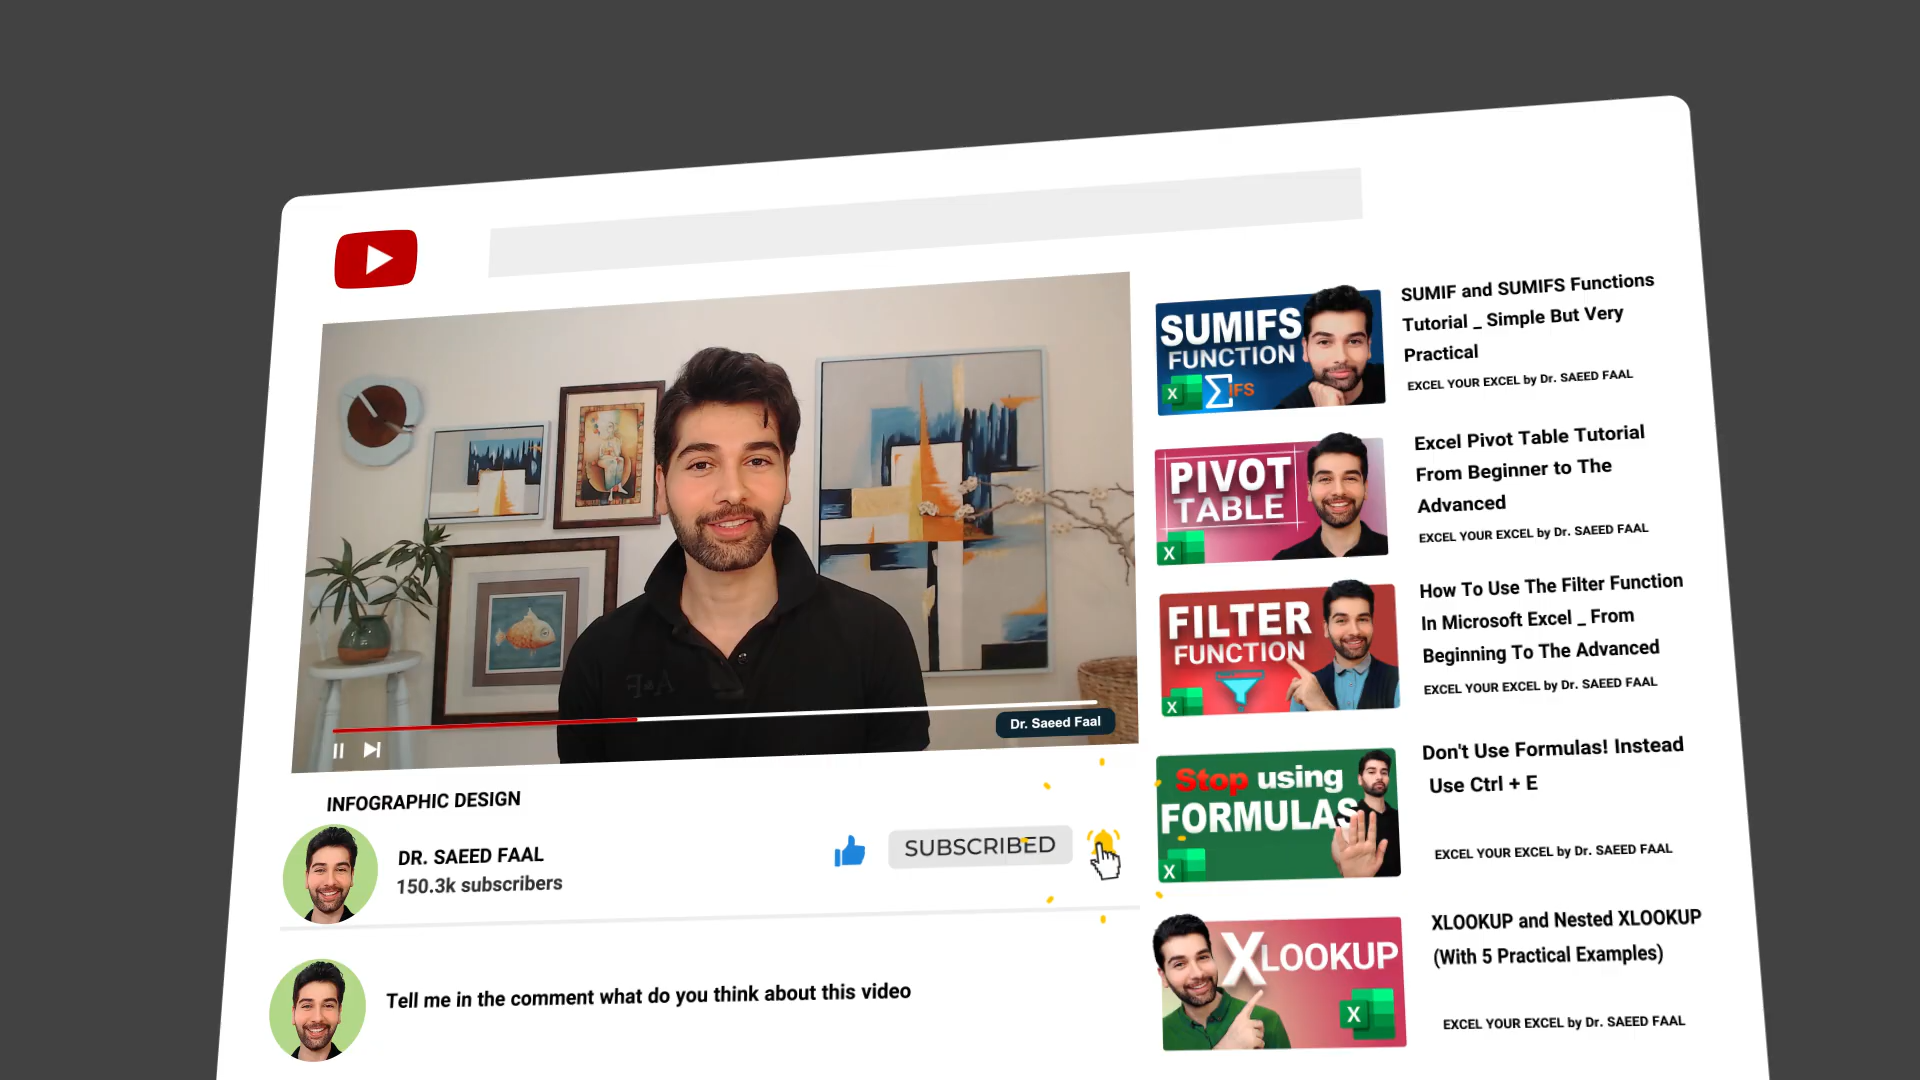 Dr. Saeed Faal
INFOGRAPHIC DESIGN
DR. SAEED FAAL
150.3k subscribers
SUBSCRIBED
Tell me in the comment what do you think about this video
SUMIFS
FUNCTION
X
IFS
SUMIF and SUMIFS Functions
Tutorial _ Simple But Very
Practical
EXCEL YOUR EXCEL by Dr. SAEED FAAL
PIVOT
TABLE
X
Excel Pivot Table Tutorial
From Beginner to The
Advanced
EXCEL YOUR EXCEL by Dr. SAEED FAAL
FILTER
FUNCTION
X
How To Use The Filter Function
In Microsoft Excel _ From
Beginning To The Advanced
EXCEL YOUR EXCEL by Dr. SAEED FAAL
Stop using
FORMULAS
X
Don't Use Formulas! Instead
Use Ctrl + E
EXCEL YOUR EXCEL by Dr. SAEED FAAL
XLOOKUP
X
XLOOKUP and Nested XLOOKUP
(With 5 Practical Examples)
EXCEL YOUR EXCEL by Dr. SAEED FAAL